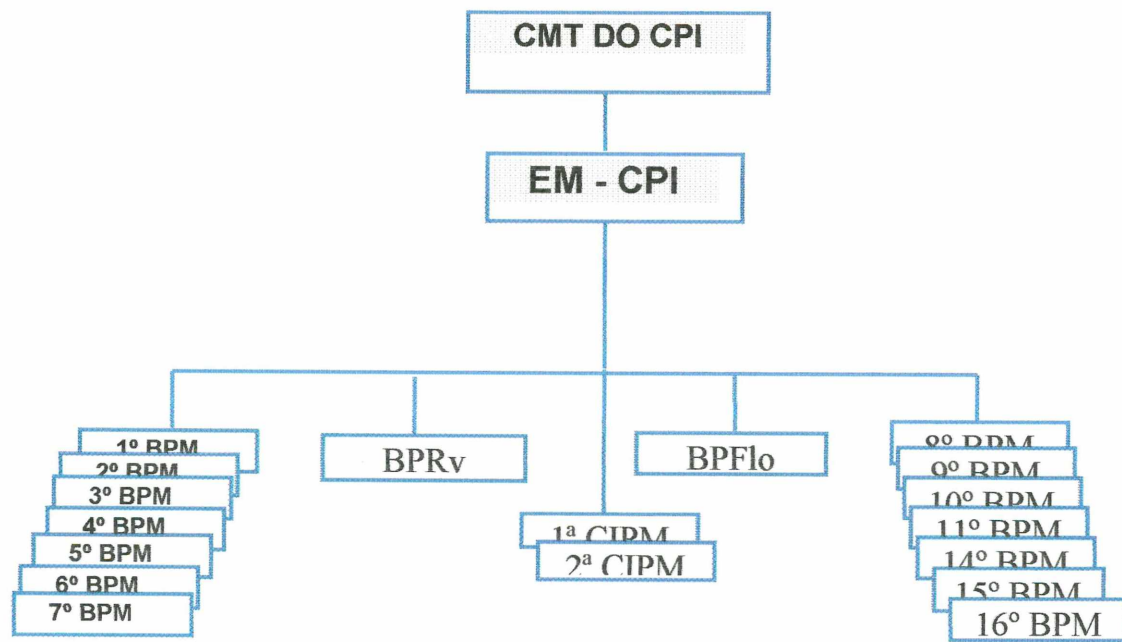 CMT DO CPI
EM - CPI
1º BPM
2º BPM
3º BPM
4º BPM
5º BPM
6º BPM
7º BPM
BPRv
1ª CIPM
2ª CIPM
BPFlo
8º BPM
9º BPM
10º BPM
11º BPM
14º BPM
15º BPM
16º BPM